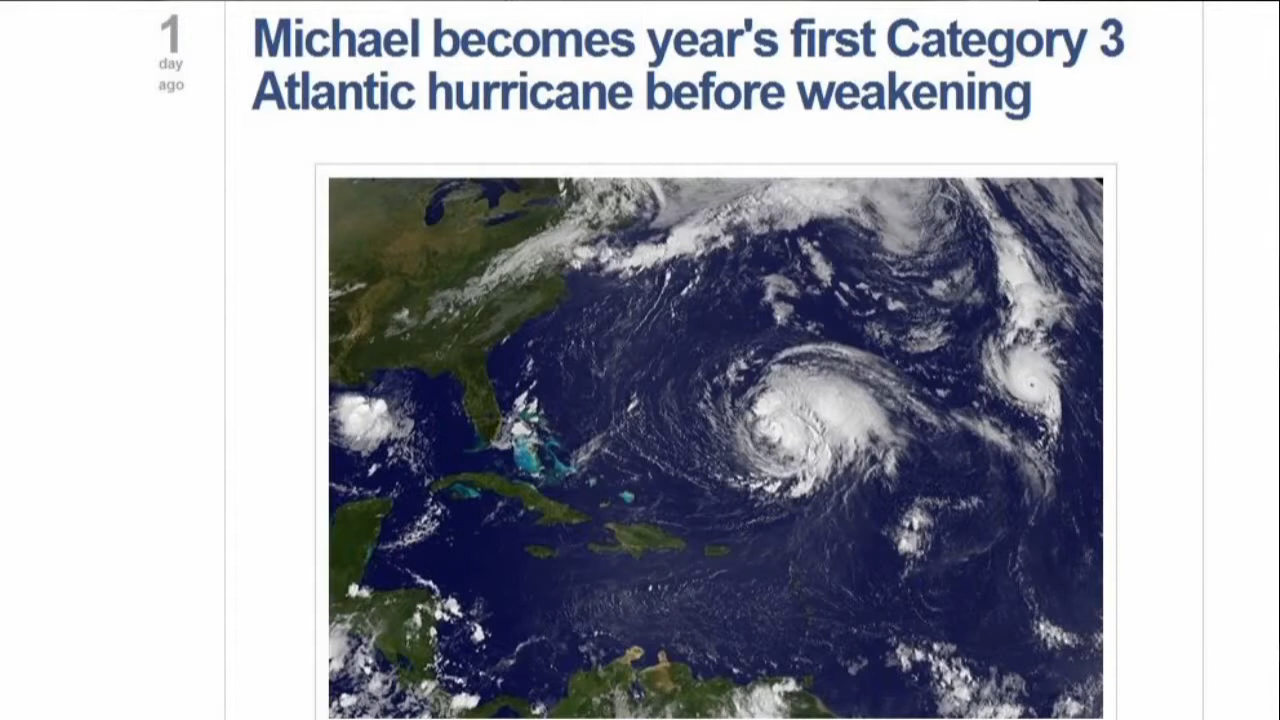 1
day
ago
Michael becomes year's first Category 3
Atlantic hurricane before weakening